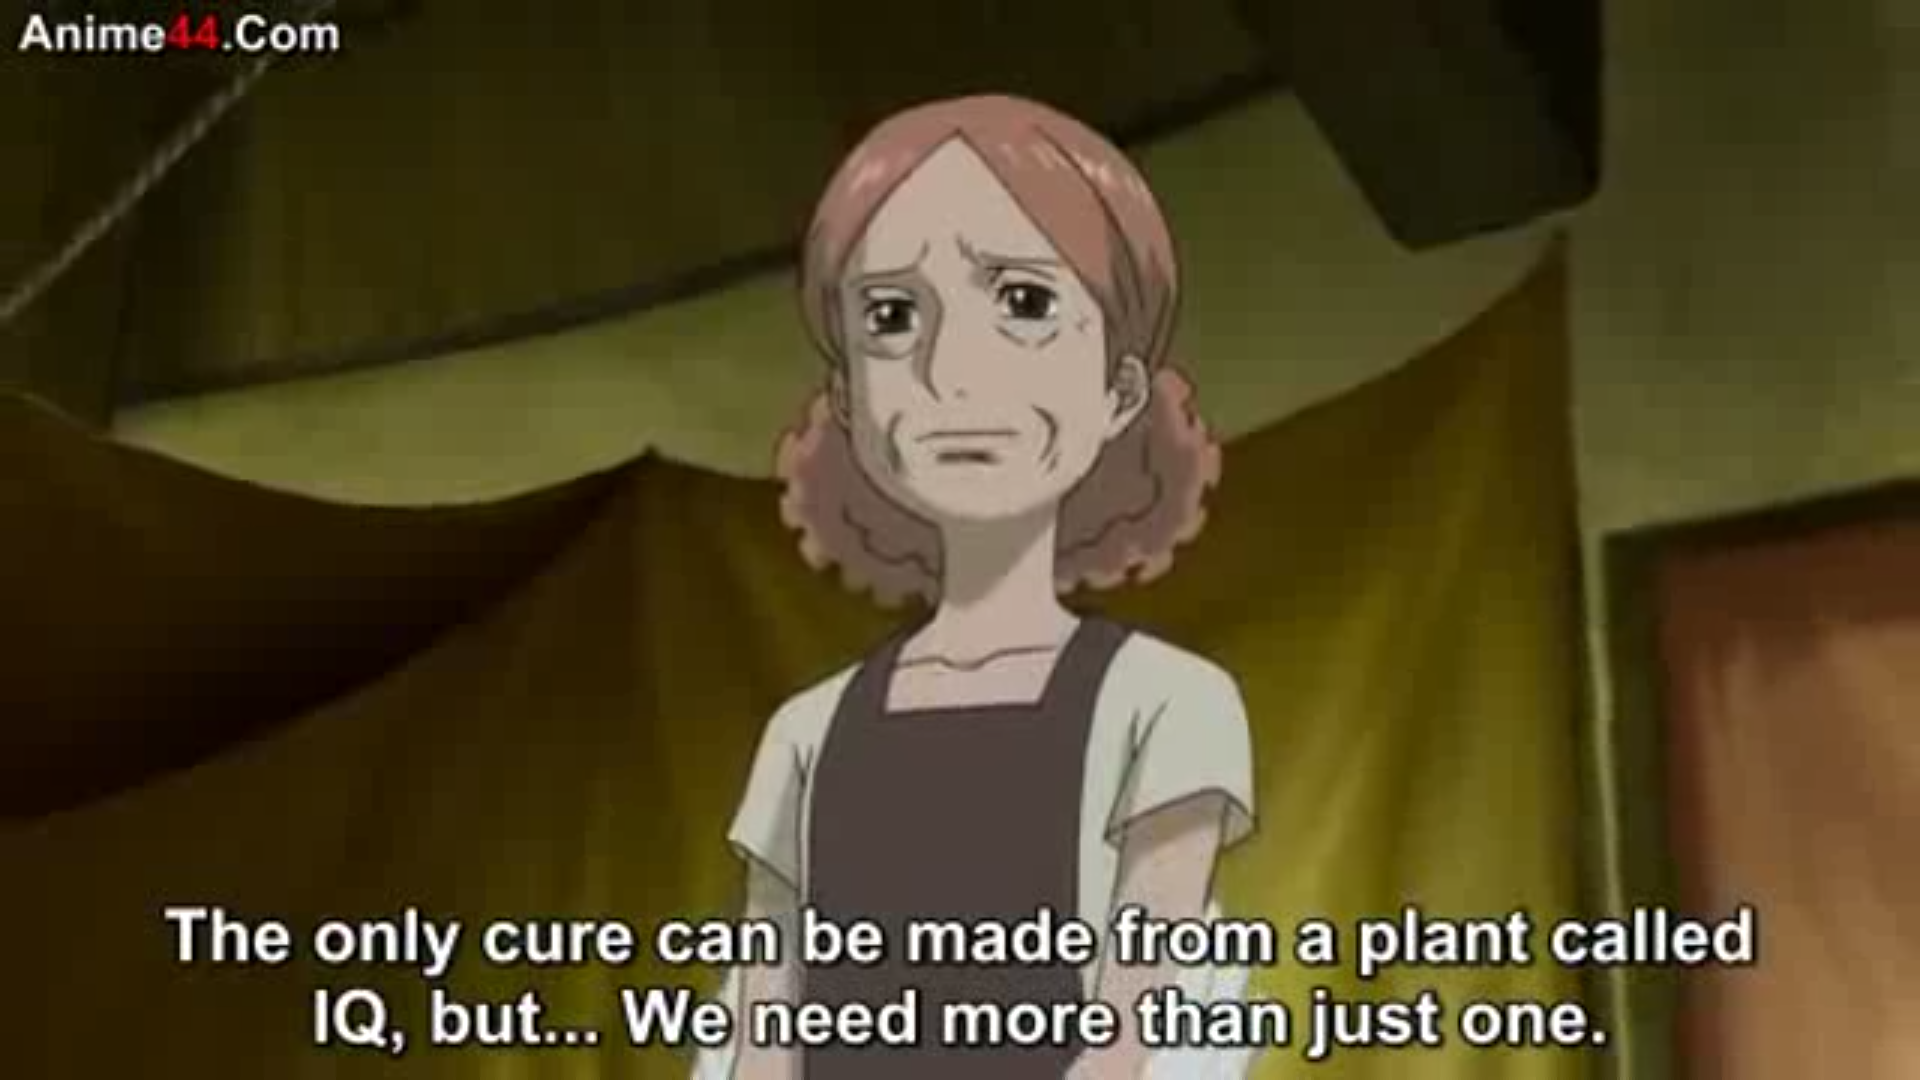 Anime44.Com
The only cure can be made from a plant called
IQ, but... We need more than just one.